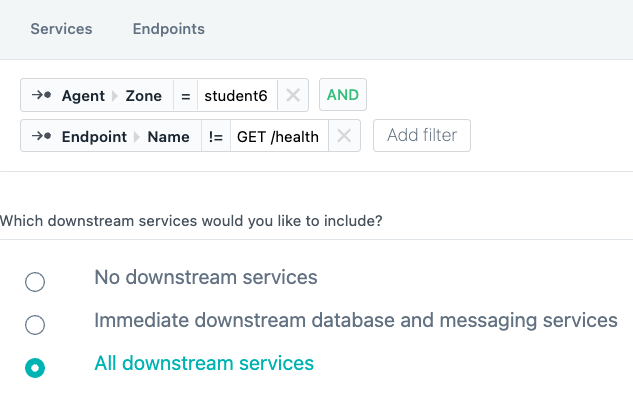 Services Endpoints
Agent Zone = student6 AND
Endpoint Name != GET /health Add filter
Which downstream services would you like to include?
No downstream services
Immediate downstream database and messaging services
All downstream services